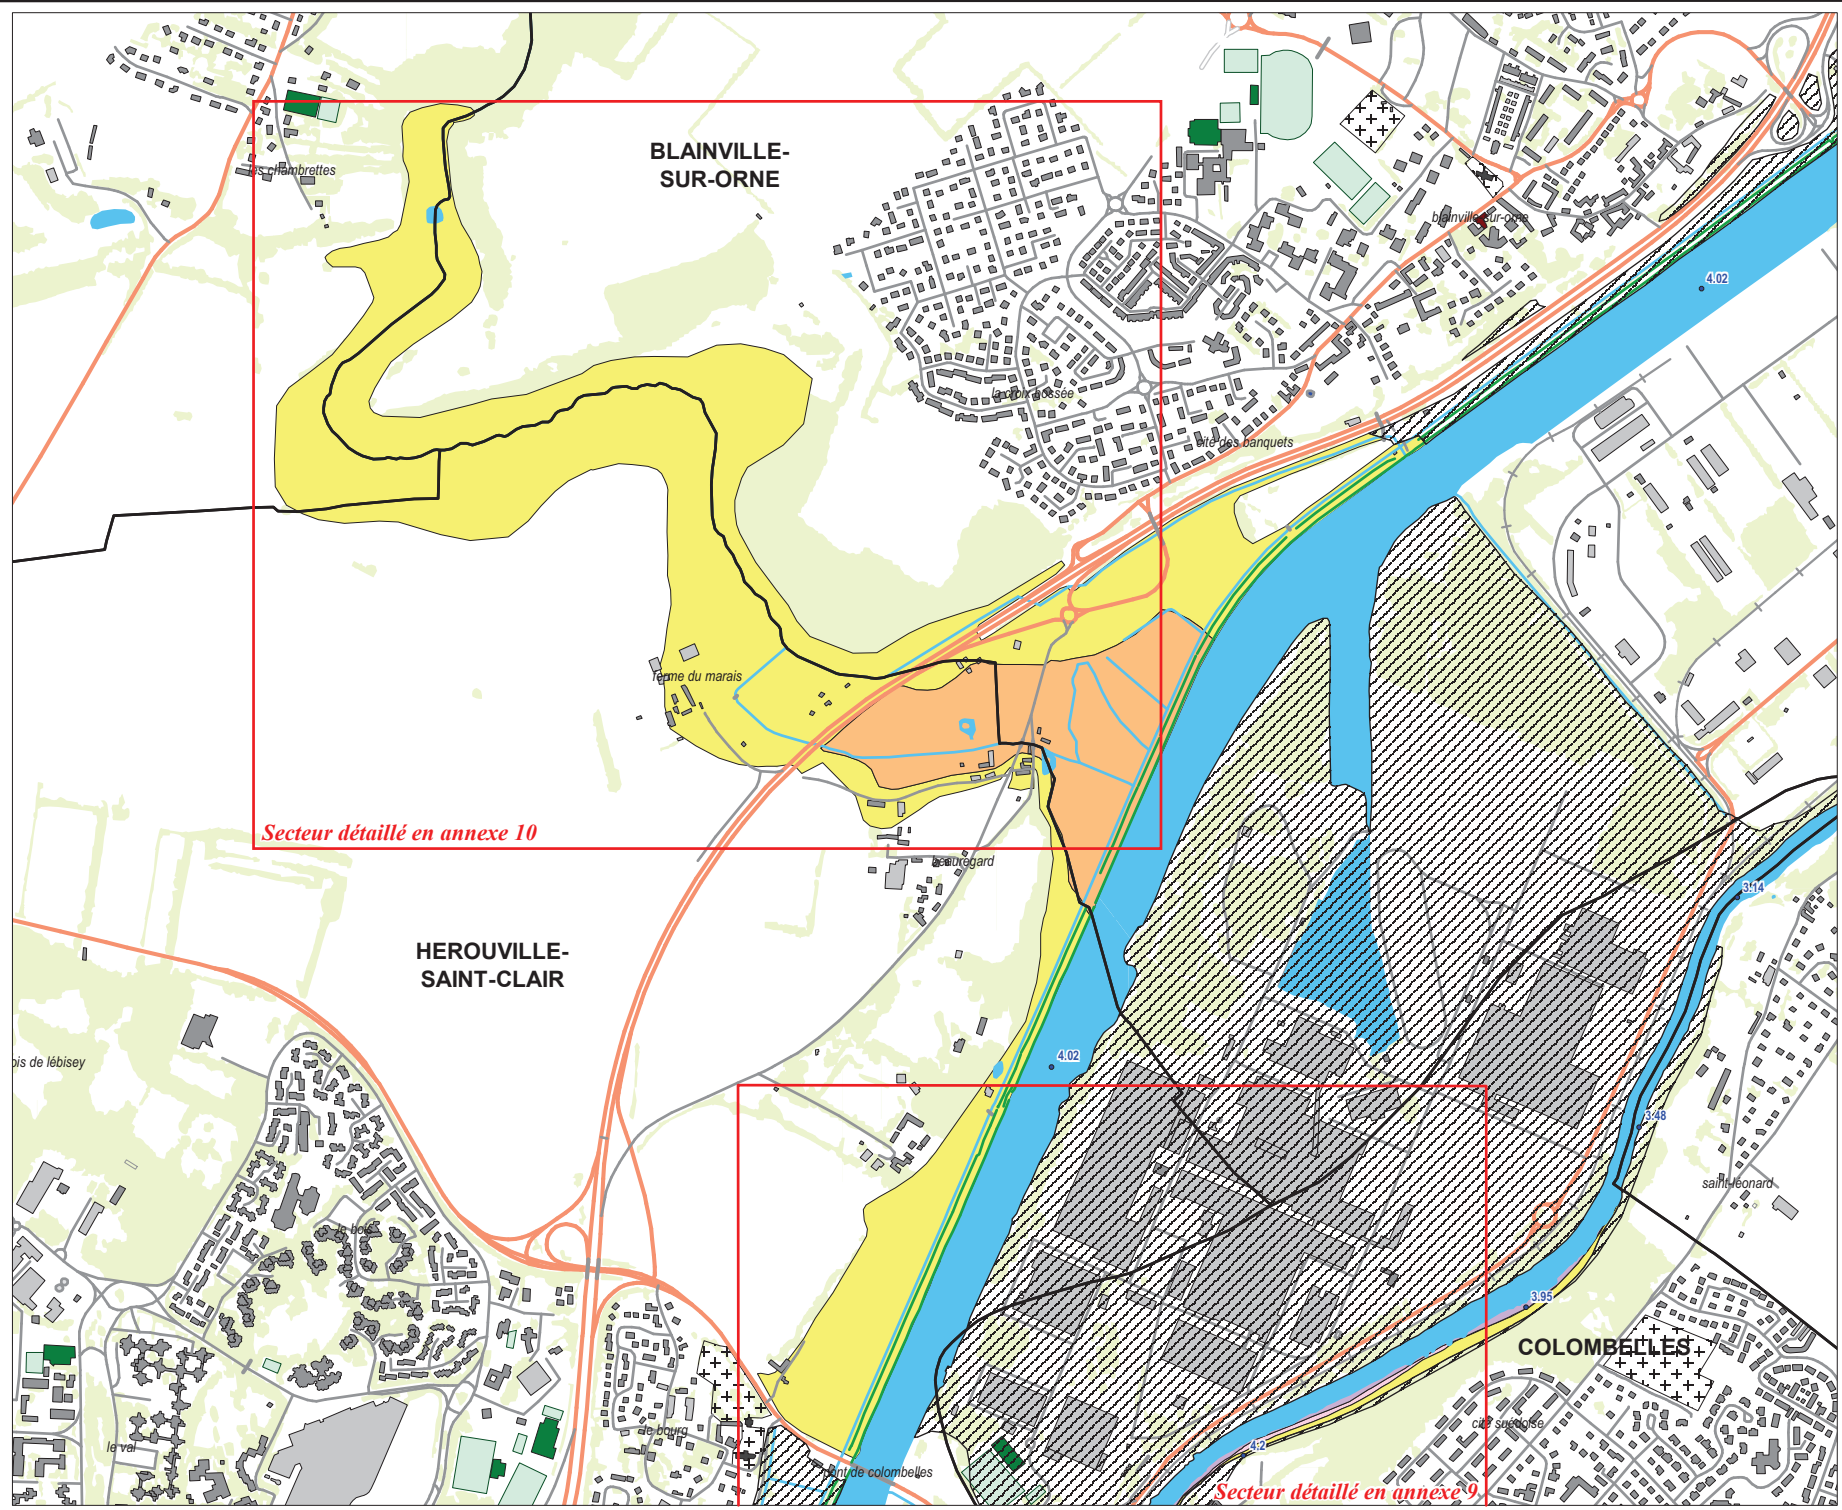 les chambrettes
BLAINVILLE-
SUR-ORNE
blainville-sur-orne
4.02
la croix bossée
cité des banquets
ferme du marais
Secteur détaillé en annexe 10
beauregard
3.14
HEROUVILLE-
SAINT-CLAIR
4.02
ois de lébisey
3.48
saint-léonard
le bois
3.95
COLOMBELLES
cité suédoise
le bourg
le val
4.2
pont de colombelles
Secteur détaillé en annexe 9